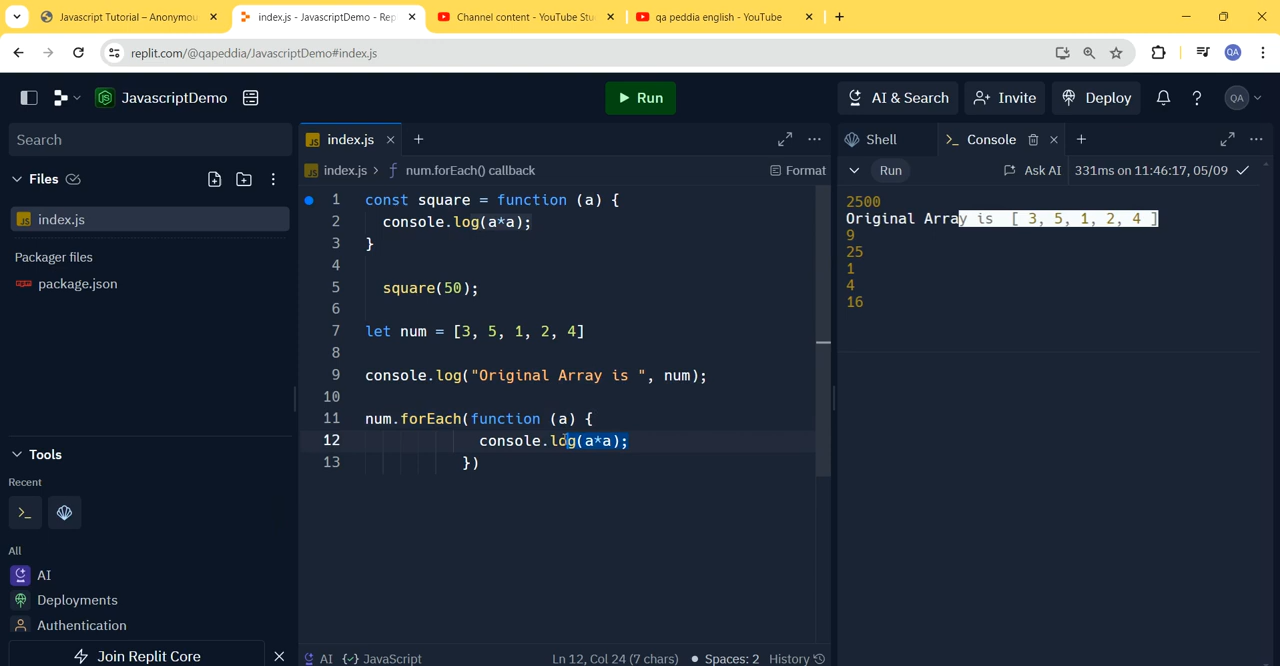 Javascript Tutorial – Anonymou
index.js - JavascriptDemo - Rep
Channel content - YouTube Stu
qa peddia english - YouTube
replit.com/@qapeddia/JavascriptDemo#index.js
QA
JavascriptDemo
Run
AI & Search
Invite
Deploy
QA
Search
Files
index.js
Packager files
package.json
Tools
Recent
All
AI
Deployments
Authentication
Join Replit Core
JS index.js
JS index.js > f num.forEach() callback
Format
1 const square = function (a) {
2 console.log(a*a);
3 }
4
5 square(50);
6
7 let num = [3, 5, 1, 2, 4]
8
9 console.log("Original Array is ", num);
10
11 num.forEach(function (a) {
12 console.log(a*a);
13 })
AI {✓} JavaScript
Ln 12, Col 24 (7 chars)
Spaces: 2
History
Shell
>_ Console
Run
Ask AI
331ms on 11:46:17, 05/09
2500
Original Array is [ 3, 5, 1, 2, 4 ]
9
25
1
4
16